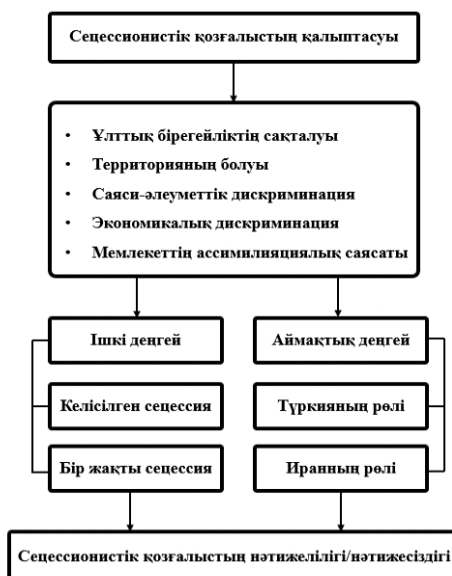 Сецессионистік қозғалыстың қалыптасуы
• Ұлттық бірегейліктің сақталуы
• Территорияның болуы
• Саяси-әлеуметтік дискриминация
• Экономикалық дискриминация
• Мемлекеттің ассимилияциялық саясаты
Ішкі деңгей
Аймақтық деңгей
Келісілген сецессия
Түркияның рөлі
Бір жақты сецессия
Иранның рөлі
Сецессионистік қозғалыстың нәтижелілігі/нәтижесіздігі